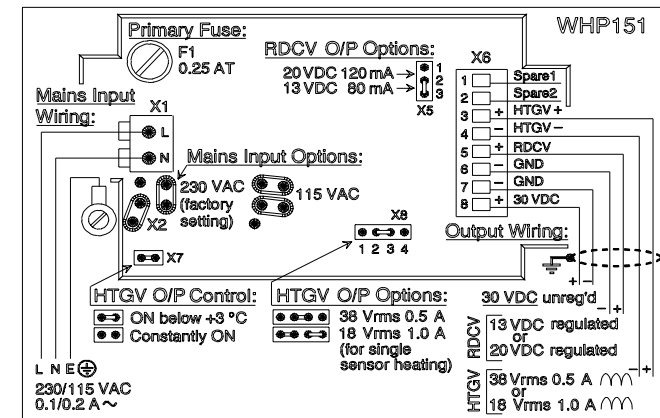 WHP151
Primary Fuse:
F1
0.25 AT
RDCV O/P Options:
20 VDC 120 mA
13 VDC 80 mA
1
2
3
X5
X6
1 Spare1
2 Spare2
3 + HTGV +
4 − HTGV −
5 + RDCV
6 − GND
7 − GND
8 + 30 VDC
Mains Input
Wiring:
X1
L
N
Mains Input Options:
230 VAC
(factory
setting)
115 VAC
X2
X8
1 2 3 4
X7
Output Wiring:
HTGV O/P Control:
ON below +3 °C
Constantly ON
HTGV O/P Options:
38 Vrms 0.5 A
18 Vrms 1.0 A
(for single
sensor heating)
+ −
30 VDC unreg'd
− +
RDCV
13 VDC regulated
or
20 VDC regulated
− +
HTGV
38 Vrms 0.5 A
or
18 Vrms 1.0 A
L N E
230/115 VAC
0.1/0.2 A ~